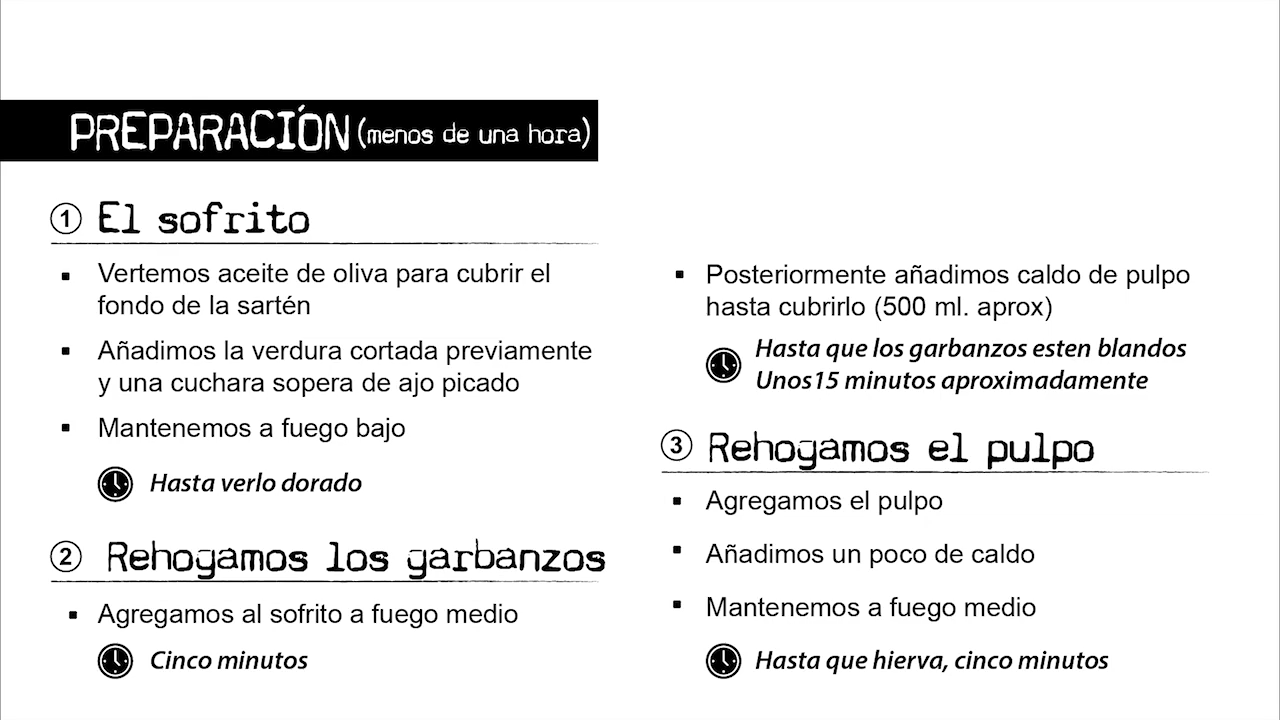 PREPARACIÓN (menos de una hora)
1 El sofrito
▪ Vertemos aceite de oliva para cubrir el
fondo de la sartén
▪ Añadimos la verdura cortada previamente
y una cuchara sopera de ajo picado
▪ Mantenemos a fuego bajo
Hasta verlo dorado
2 Rehogamos los garbanzos
▪ Agregamos al sofrito a fuego medio
Cinco minutos
▪ Posteriormente añadimos caldo de pulpo
hasta cubrirlo (500 ml. aprox)
Hasta que los garbanzos esten blandos
Unos15 minutos aproximadamente
3 Rehogamos el pulpo
▪ Agregamos el pulpo
▪ Añadimos un poco de caldo
▪ Mantenemos a fuego medio
Hasta que hierva, cinco minutos